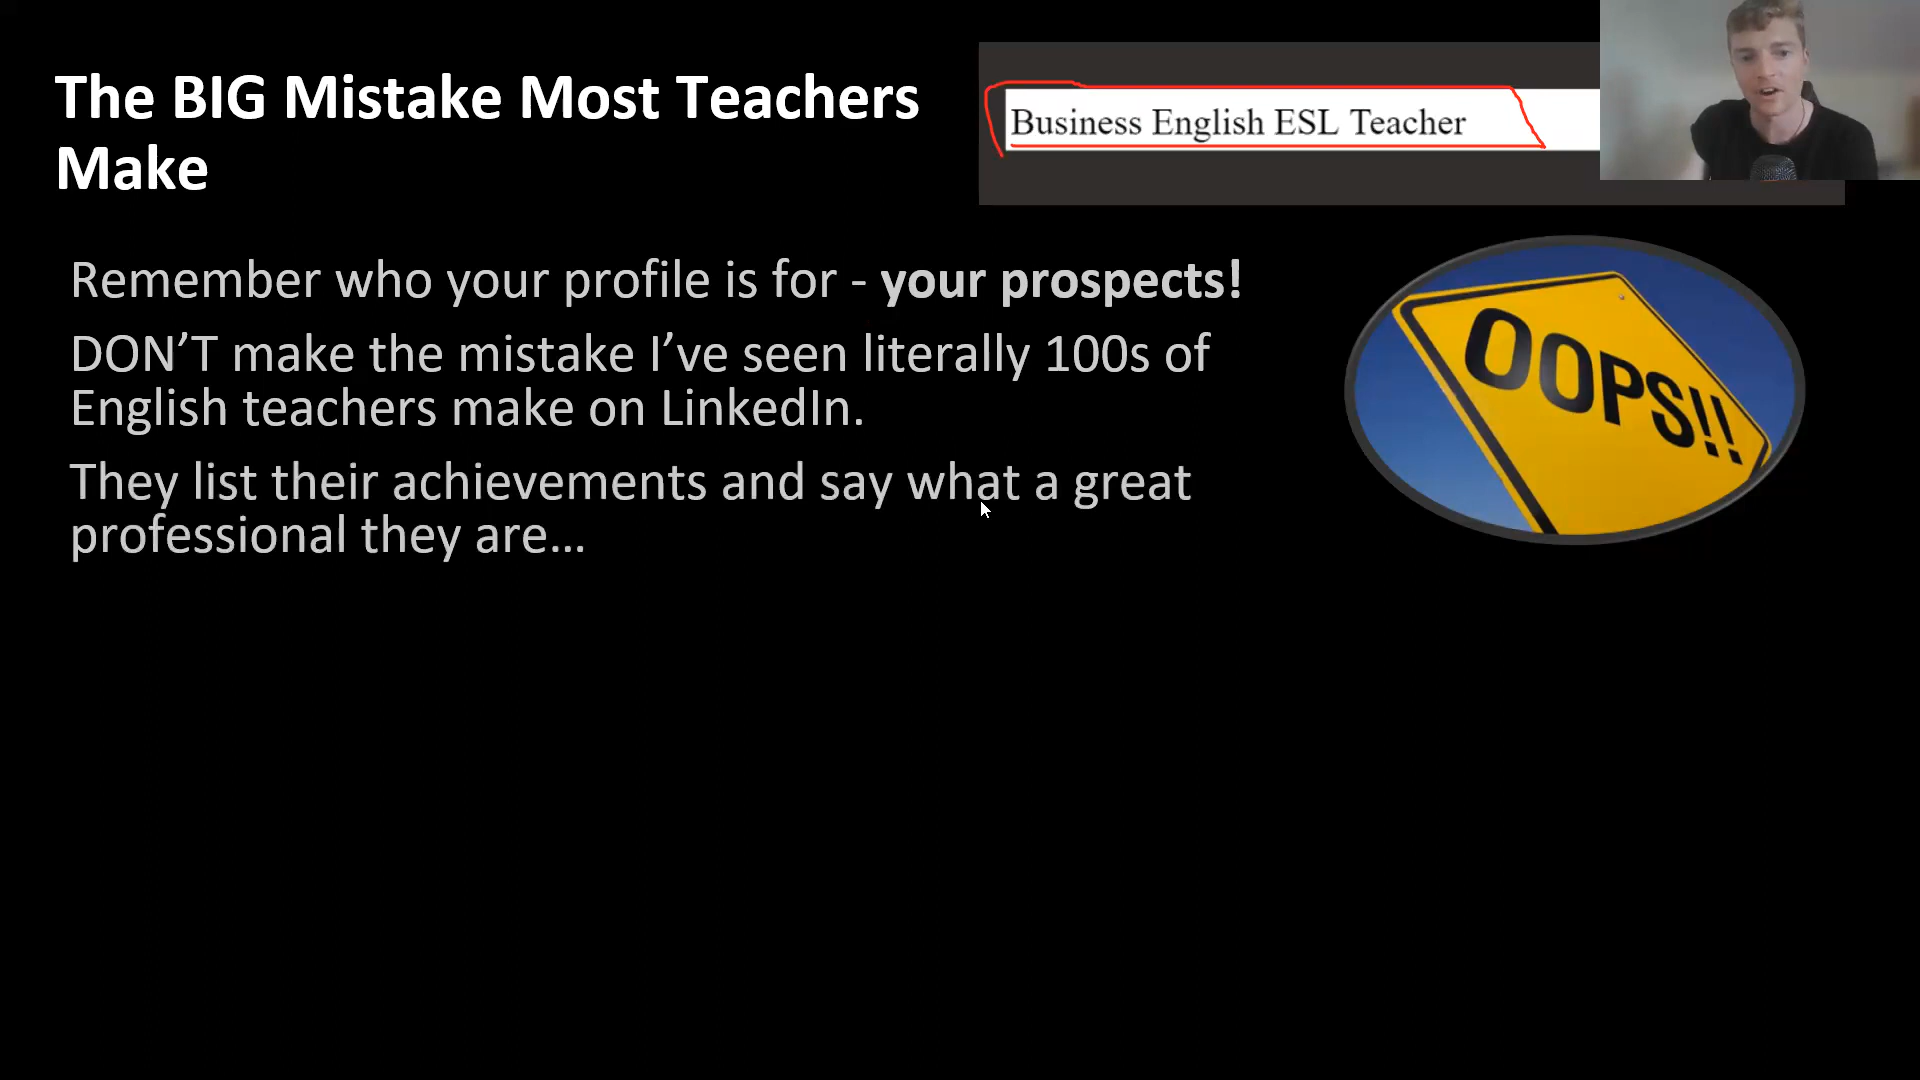 The BIG Mistake Most Teachers
Make
Business English ESL Teacher
Remember who your profile is for - your prospects!
DON’T make the mistake I’ve seen literally 100s of
English teachers make on LinkedIn.
They list their achievements and say what a great
professional they are…
OOPS!!